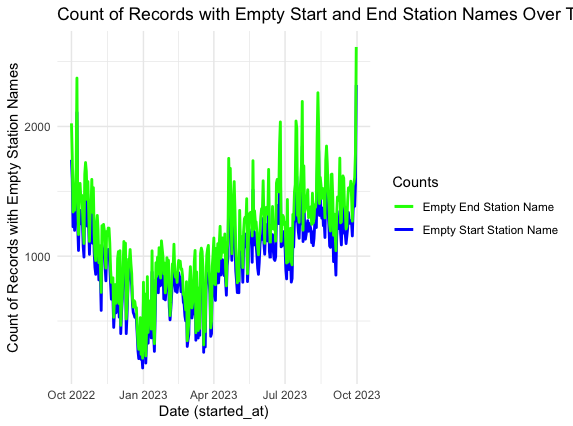 Count of Records with Empty Start and End Station Names Over T
Count of Records with Empty Station Names
2000
1000
Oct 2022 Jan 2023 Apr 2023 Jul 2023 Oct 2023
Date (started_at)
Counts
Empty End Station Name
Empty Start Station Name